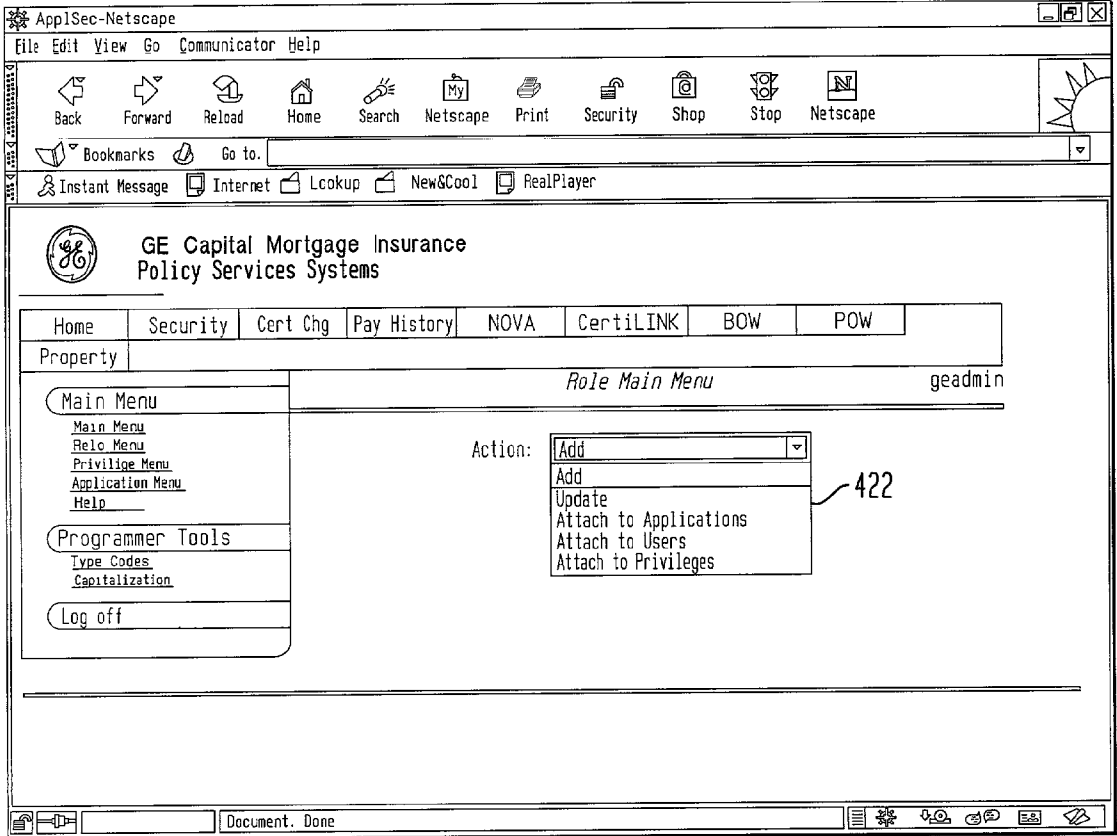 ApplSec-Netscape
File Edit View Go Communicator Help
Back Forward Reload Home Search Netscape Print Security Shop Stop Netscape
My
N
Bookmarks Go to.
Instant Message Internet Lcokup New&Cool RealPlayer
GE
GE Capital Mortgage Insurance
Policy Services Systems
Home Security Cert Chg Pay History NOVA CertiLINK BOW POW
Property
Role Main Menu geadmin
Main Menu
Main Menu
Relo Menu
Privilige Menu
Application Menu
Help
Programmer Tools
Type Codes
Capitalization
Log off
Action: Add
Add
Update
Attach to Applications
Attach to Users
Attach to Privileges
422
Document. Done